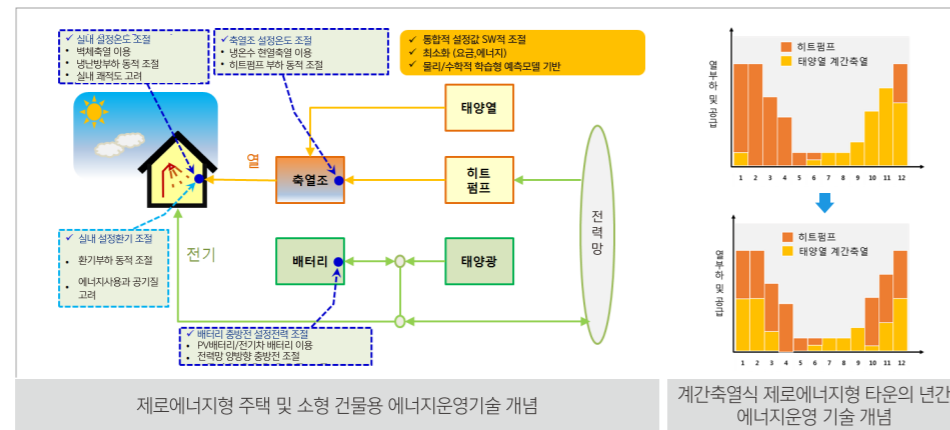 ✓ 실내 설정온도 조절
• 벽체축열 이용
• 냉난방부하 동적 조절
• 실내 쾌적도 고려
✓축열조 설정온도 조절
• 냉온수 현열축열 이용
• 히트펌프 부하 동적 조절
✓ 통합적 설정값 SW적 조절
✓ 최소화 (요금,에너지)
✓ 물리/수학적 학습형 예측모델 기반
태양열
열
축열조
히트
펌프
전력망
✓ 실내 설정환기 조절
• 환기부하 동적 조절
• 에너지사용과 공기질
고려
전기
배터리
태양광
✓ 배터리 충방전 설정전력 조절
• PV배터리/전기차 배터리 이용
• 전력망 양방향 충방전 조절
제로에너지형 주택 및 소형 건물용 에너지운영기술 개념
열부하 및 공급
히트펌프
태양열 계간축열
1 2 3 4 5 6 7 8 9 10 11 12
열부하 및 공급
히트펌프
태양열 계간축열
1 2 3 4 5 6 7 8 9 10 11 12
계간축열식 제로에너지형 타운의 년간
에너지운영 기술 개념